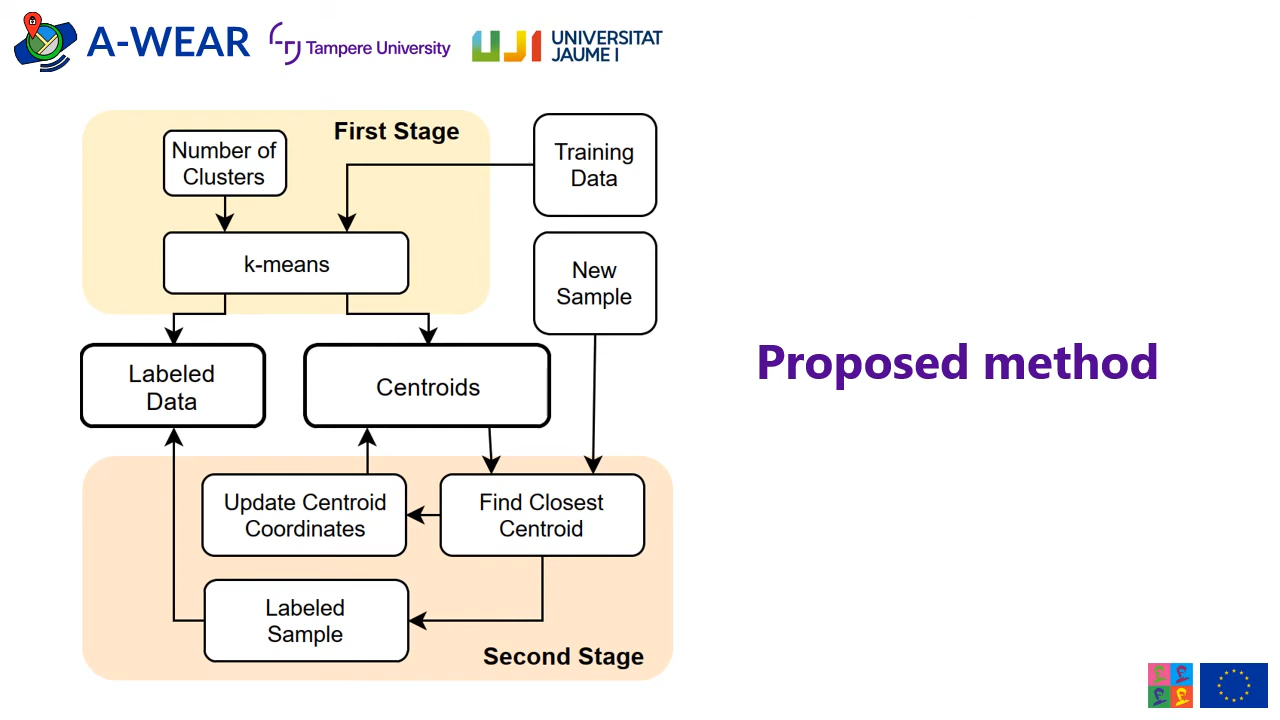 A-WEAR
Tampere University
UNIVERSITAT
JAUME I
First Stage
Number of
Clusters
Training
Data
k-means
New
Sample
Labeled
Data
Centroids
Proposed method
Update Centroid
Coordinates
Find Closest
Centroid
Labeled
Sample
Second Stage